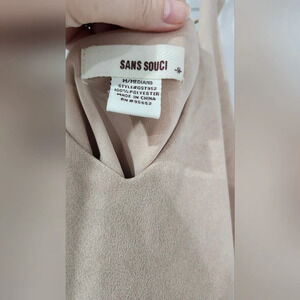 SANS SOUCI
M/MEDIANO
100% POLYESTER
MADE IN CHINA